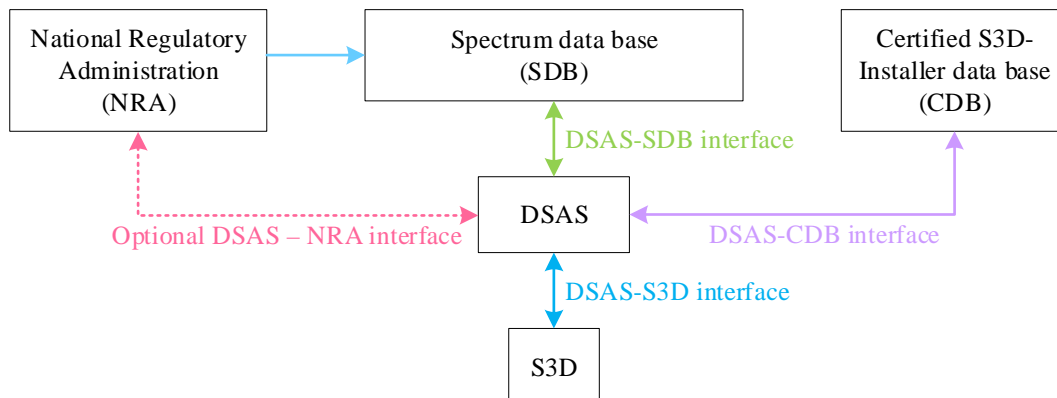 National Regulatory
Administration
(NRA)
Spectrum data base
(SDB)
Certified S3D-
Installer data base
(CDB)
DSAS-SDB interface
DSAS
Optional DSAS – NRA interface
DSAS-CDB interface
DSAS-S3D interface
S3D